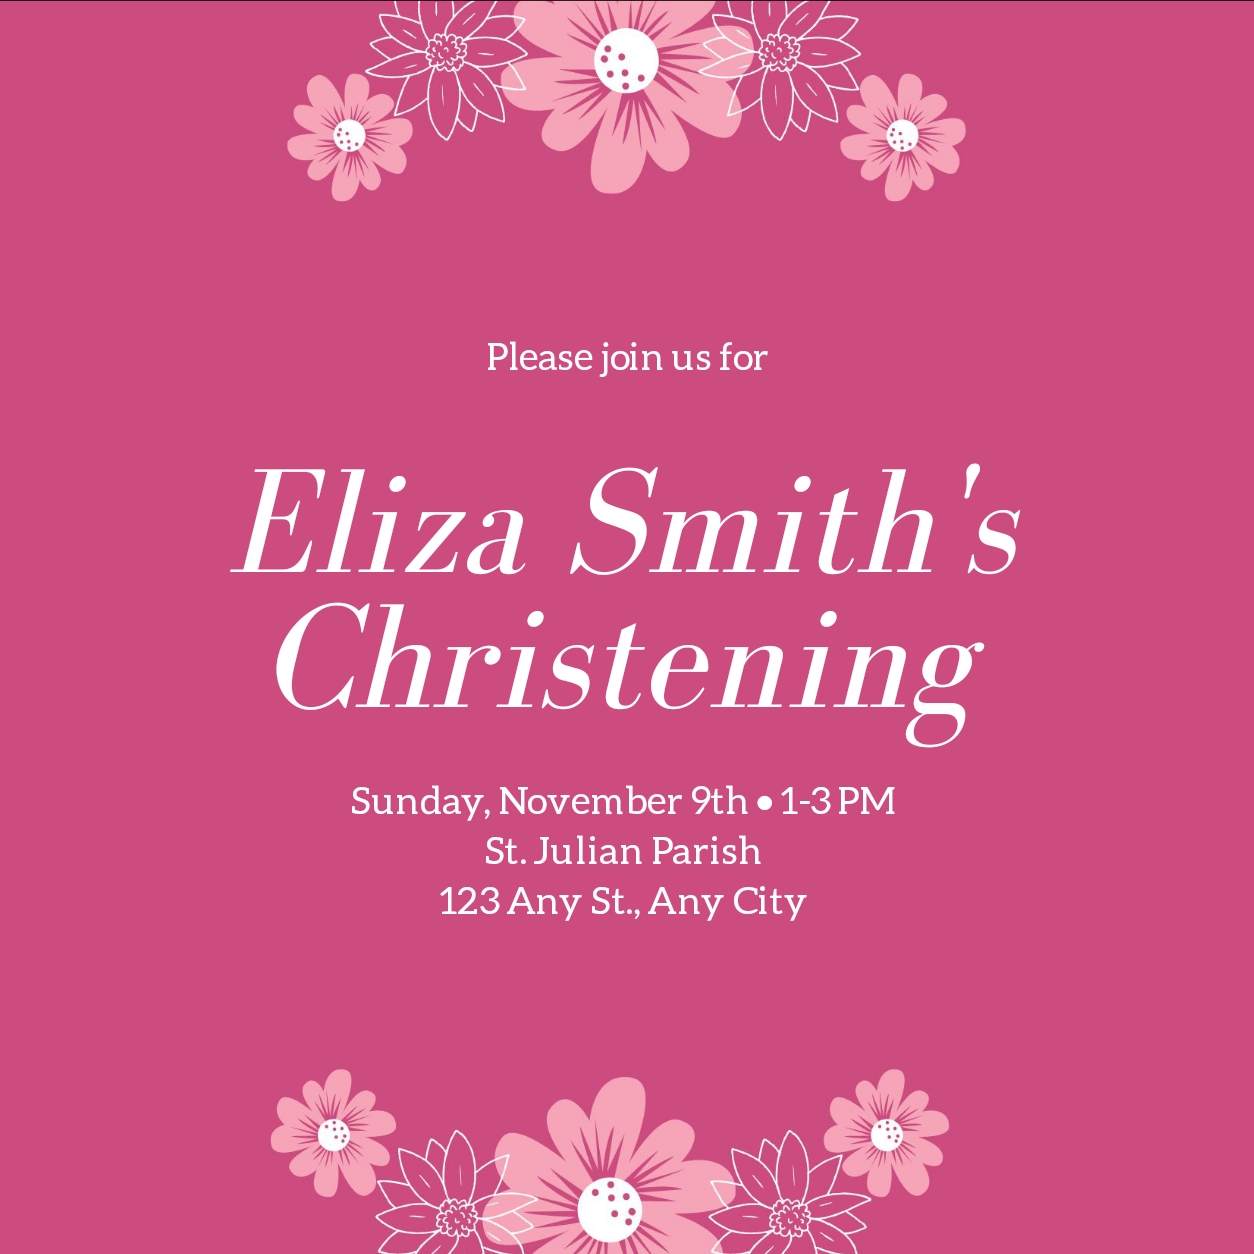 Please join us for
Eliza Smith's
Christening
Sunday, November 9th • 1-3 PM
St. Julian Parish
123 Any St., Any City